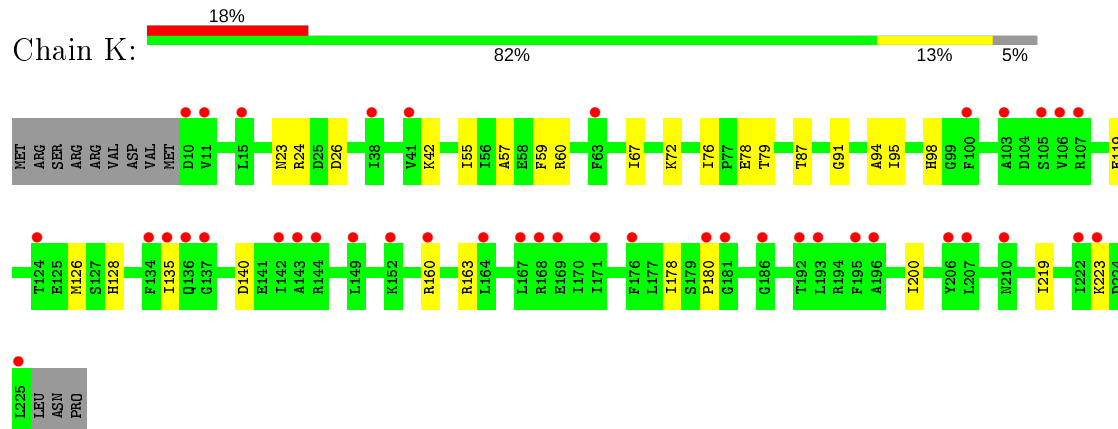 18%
Chain K:
82% 13% 5%
MET ARG SER ARG ARG VAL ASP VAL MET D10 V11 L15 N23 R24 D25 D26 I38 V41 K42 I55 I56 A57 E58 F59 R60 F63 I67 K72 I76 P77 E78 T79 T87 G91 A94 I95 H98 G99 F100 A103 D104 S105 V106 R107
T124 E125 M126 S127 H128 F134 I135 Q136 G137 D140 E141 I142 A143 R144 L149 K152 R160 R163 L164 L167 R168 E169 I170 I171 F176 L177 I178 S179 P180 G181 G186 T192 L193 R194 F195 A196 I200 Y206 L207 N210 I219 I222 K223 D224
L225 LEU ASN PRO